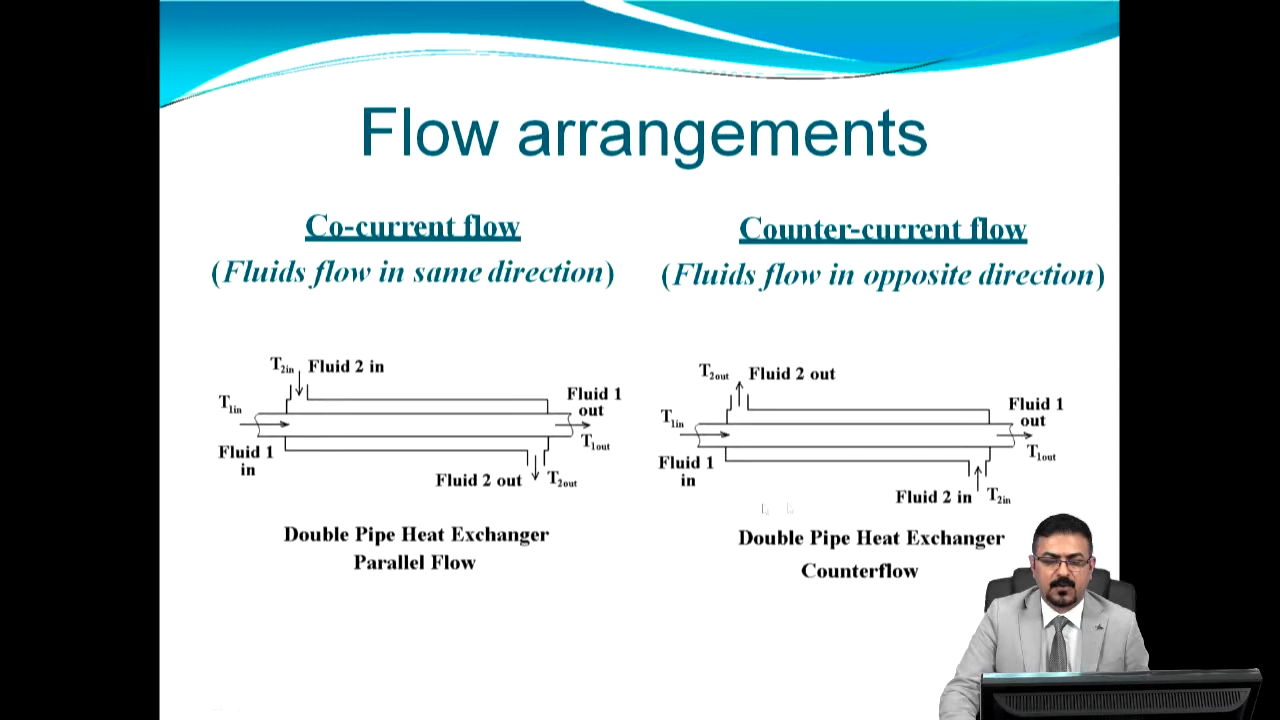 Flow arrangements
Co-current flow
(Fluids flow in same direction)
T2in Fluid 2 in
T1in
Fluid 1
out
T1out
Fluid 1
in
Fluid 2 out T2out
Double Pipe Heat Exchanger
Parallel Flow
Counter-current flow
(Fluids flow in opposite direction)
T2out Fluid 2 out
T1in
Fluid 1
out
T1out
Fluid 1
in
Fluid 2 in T2in
Double Pipe Heat Exchanger
Counterflow